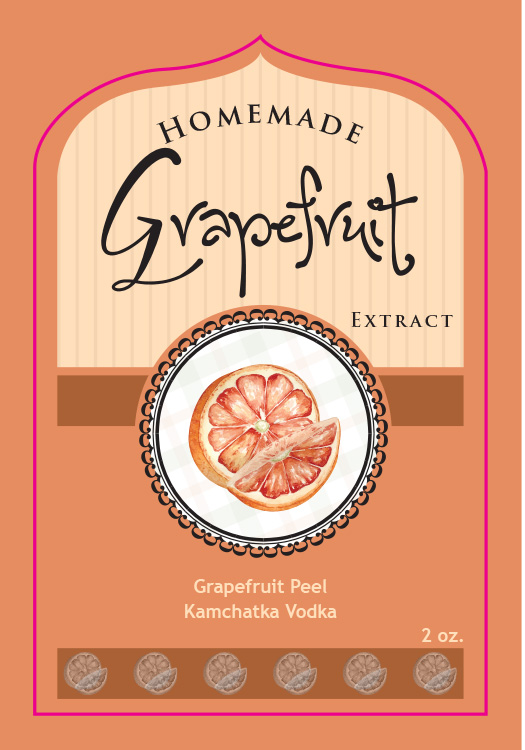 HOMEMADE
Grapefruit
EXTRACT
Grapefruit Peel
Kamchatka Vodka
2 oz.